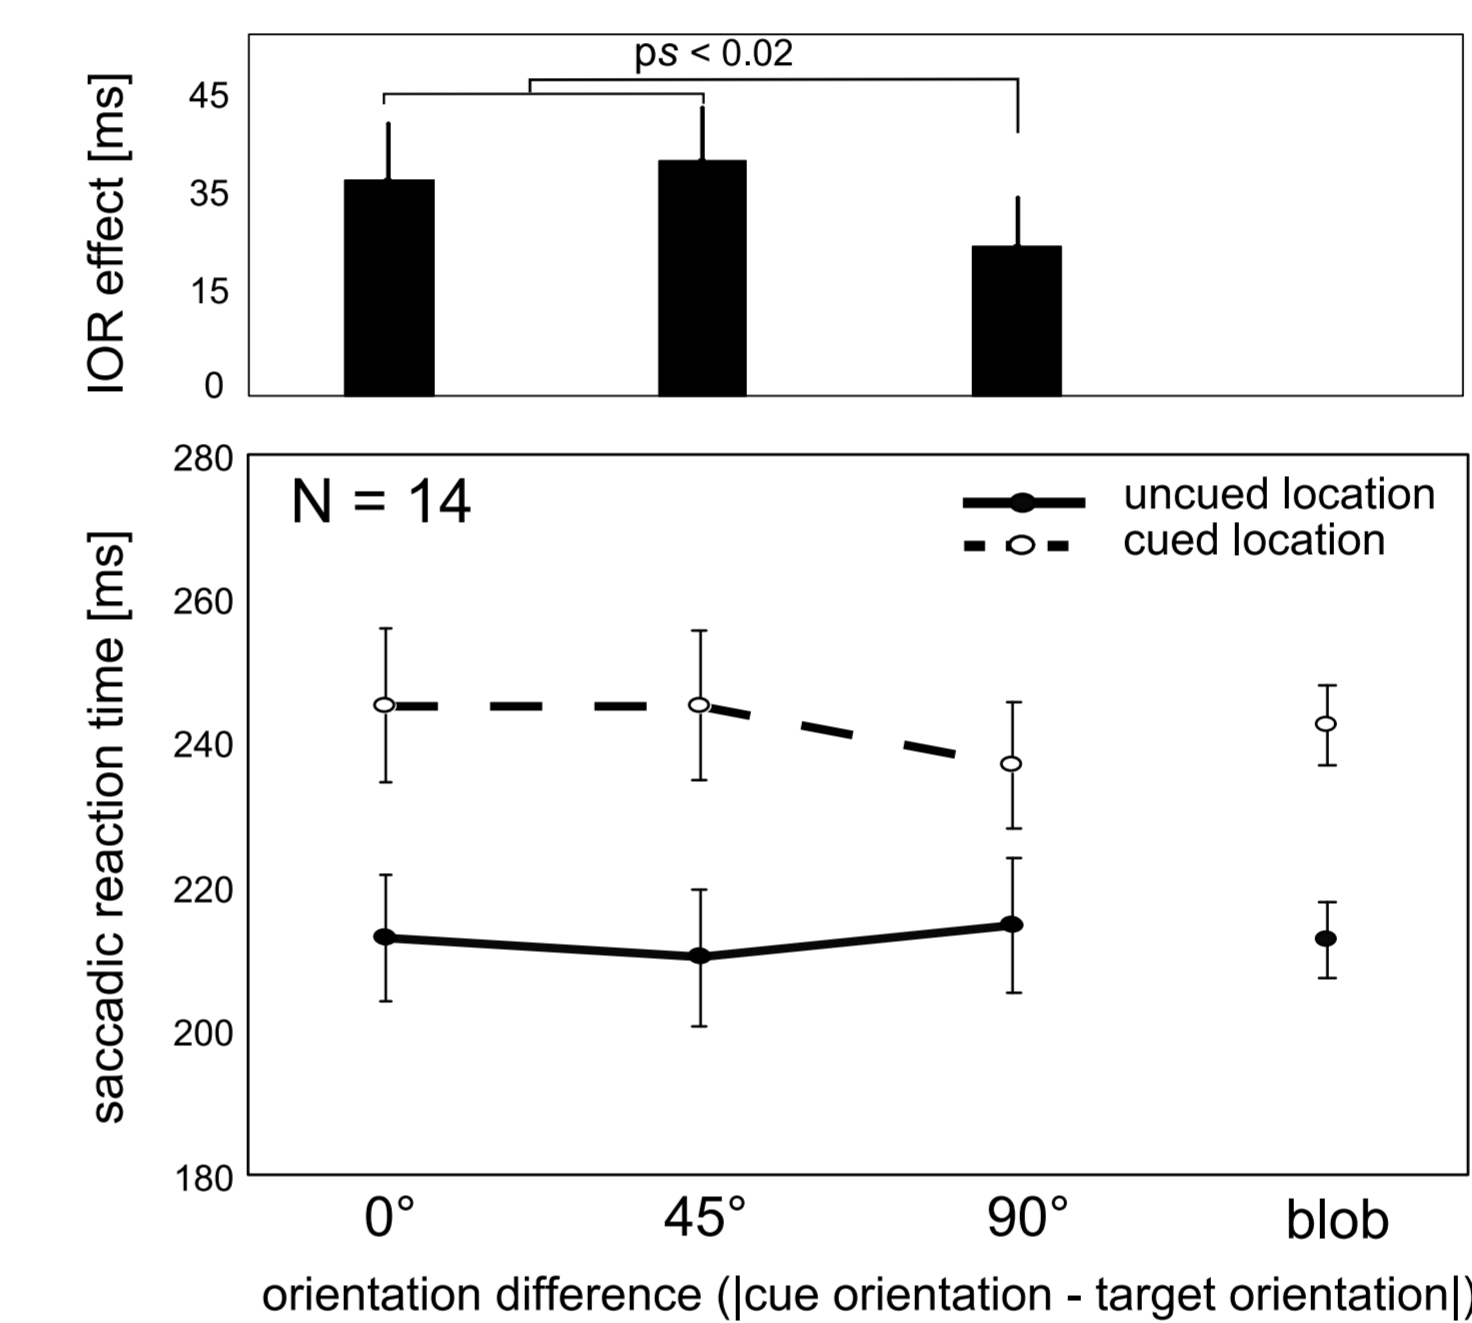 ps < 0.02
IOR effect [ms]
45
35
15
0
280
260
240
220
200
180
saccadic reaction time [ms]
N = 14
uncued location
cued location
0° 45° 90° blob
orientation difference (|cue orientation - target orientation|)